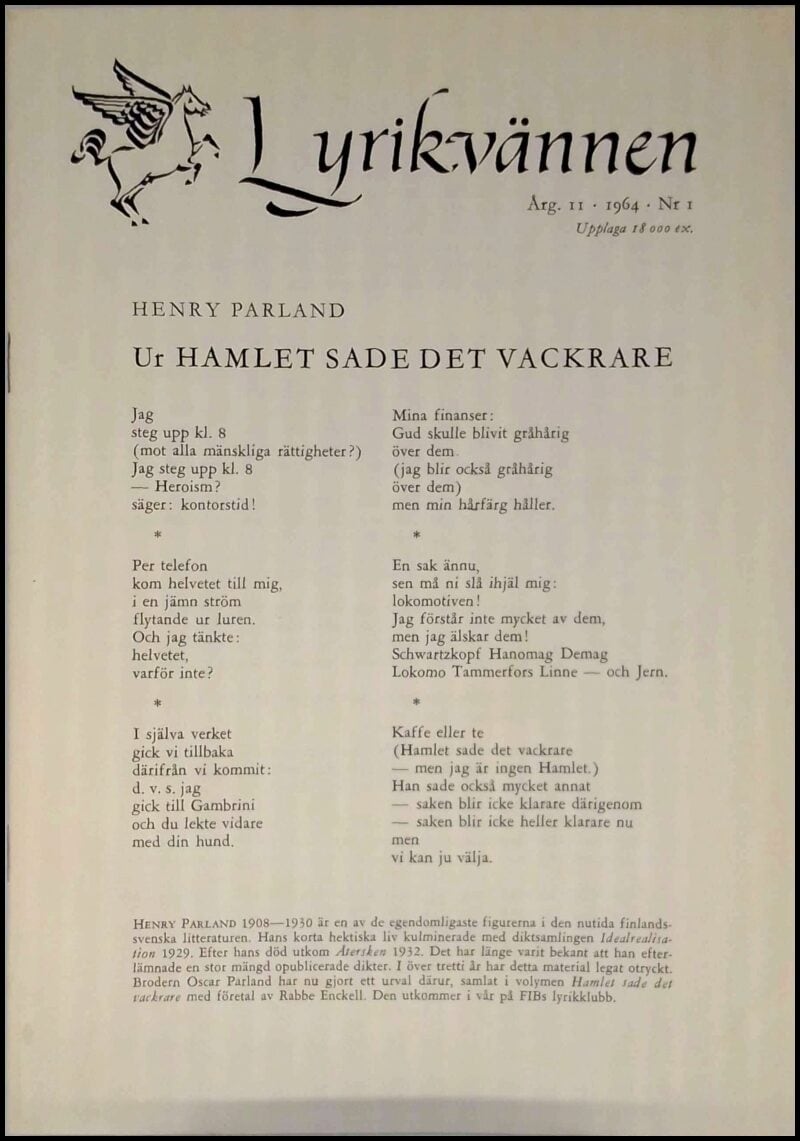 Lyrikvännen
Årg. 11 · 1964 · Nr 1
Upplaga 18 000 ex.
HENRY PARLAND
Ur HAMLET SADE DET VACKRARE
Jag
steg upp kl. 8
(mot alla mänskliga rättigheter?)
Jag steg upp kl. 8
— Heroism?
säger: kontorstid!
*
Per telefon
kom helvetet till mig,
i en jämn ström
flytande ur luren.
Och jag tänkte:
helvetet,
varför inte?
*
I själva verket
gick vi tillbaka
därifrån vi kommit:
d. v. s. jag
gick till Gambrini
och du lekte vidare
med din hund.
Mina finanser:
Gud skulle blivit gråhårig
över dem
(jag blir också gråhårig
över dem)
men min hårfärg håller.
*
En sak ännu,
sen må ni slå ihjäl mig:
lokomotiven!
Jag förstår inte mycket av dem,
men jag älskar dem!
Schwartzkopf Hanomag Demag
Lokomo Tammerfors Linne — och Jern.
*
Kaffe eller te
(Hamlet sade det vackrare
— men jag är ingen Hamlet.)
Han sade också mycket annat
— saken blir icke klarare därigenom
— saken blir icke heller klarare nu
men
vi kan ju välja.
HENRY PARLAND 1908—1930 är en av de egendomligaste figurerna i den nutida finlands-
svenska litteraturen. Hans korta hektiska liv kulminerade med diktsamlingen Idealrealisa-
tion 1929. Efter hans död utkom Återsken 1932. Det har länge varit bekant att han efter-
lämnade en stor mängd opublicerade dikter. I över tretti år har detta material legat otryckt.
Brodern Oscar Parland har nu gjort ett urval därur, samlat i volymen Hamlet sade det
vackrare med företal av Rabbe Enckell. Den utkommer i vår på FIBs lyrikklubb.